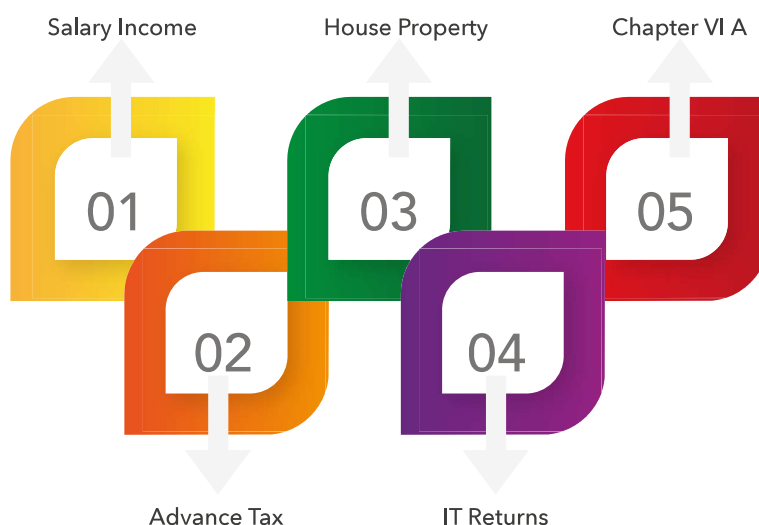 Salary Income
House Property
Chapter VI A
01
03
05
02
04
Advance Tax
IT Returns